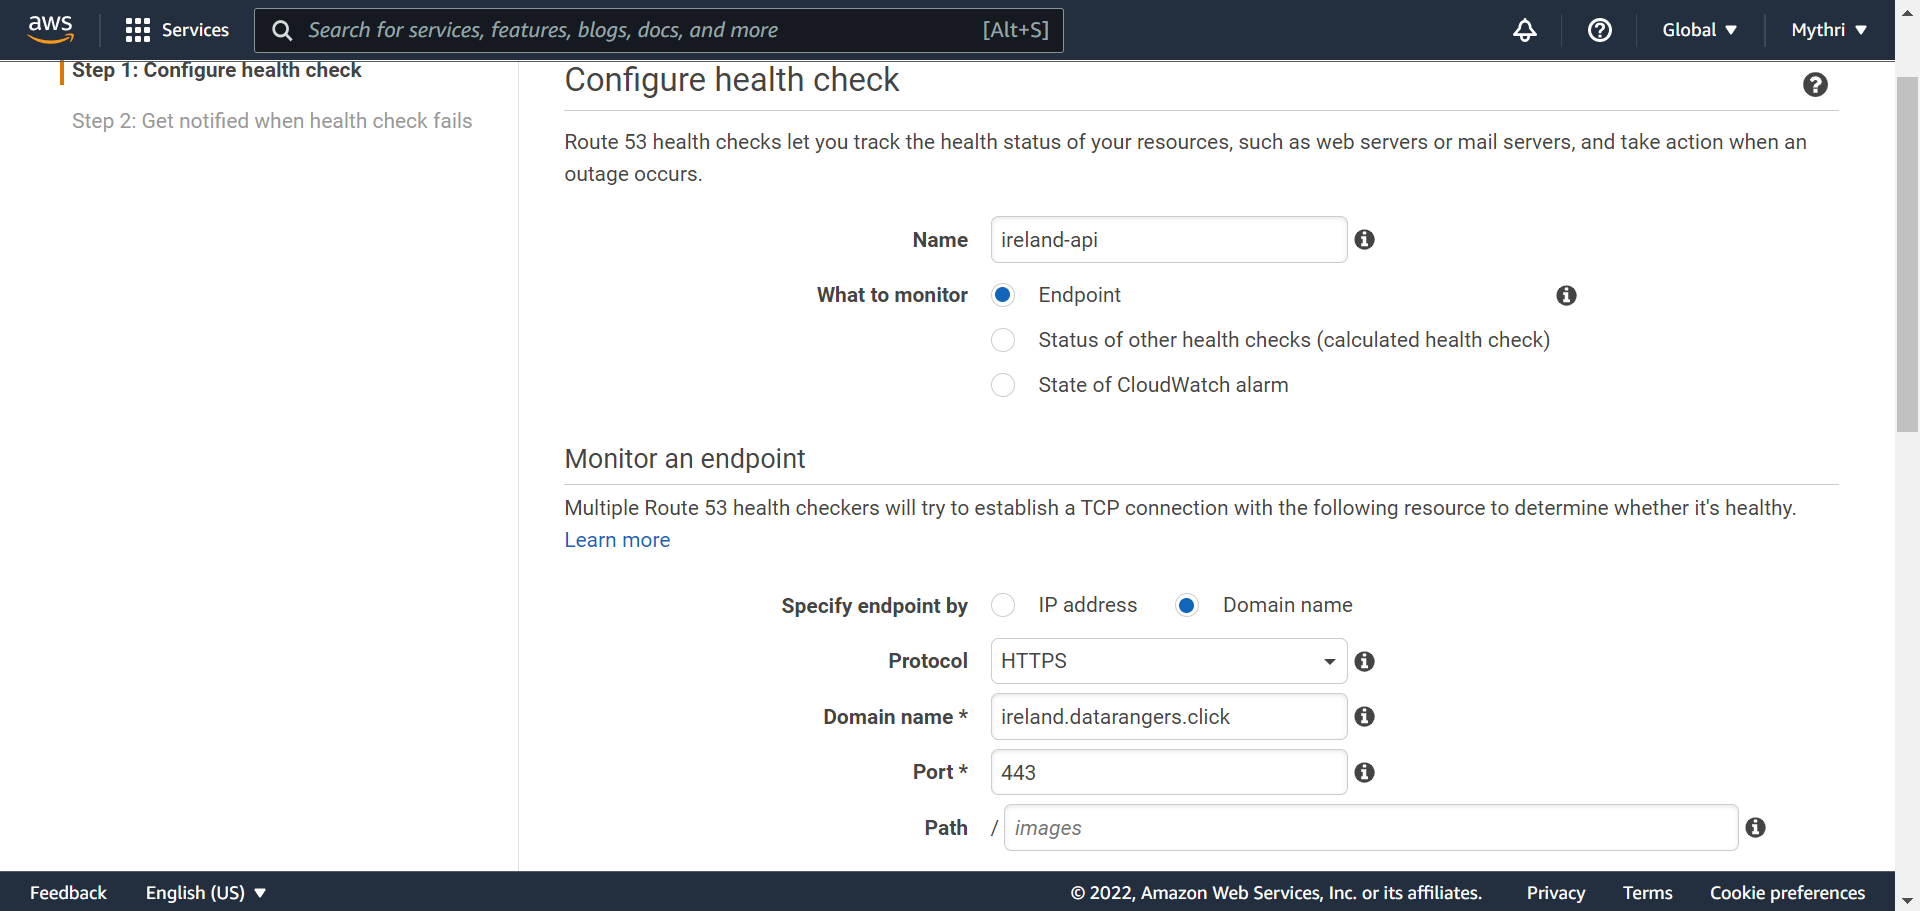 aws
Services
Search for services, features, blogs, docs, and more
[Alt+S]
Global
Mythri
Step 1: Configure health check
Step 2: Get notified when health check fails
Configure health check
Route 53 health checks let you track the health status of your resources, such as web servers or mail servers, and take action when an
outage occurs.
Name ireland-api
What to monitor Endpoint
Status of other health checks (calculated health check)
State of CloudWatch alarm
Monitor an endpoint
Multiple Route 53 health checkers will try to establish a TCP connection with the following resource to determine whether it's healthy.
Learn more
Specify endpoint by IP address Domain name
Protocol HTTPS
Domain name * ireland.datarangers.click
Port * 443
Path / images
Feedback English (US) © 2022, Amazon Web Services, Inc. or its affiliates. Privacy Terms Cookie preferences